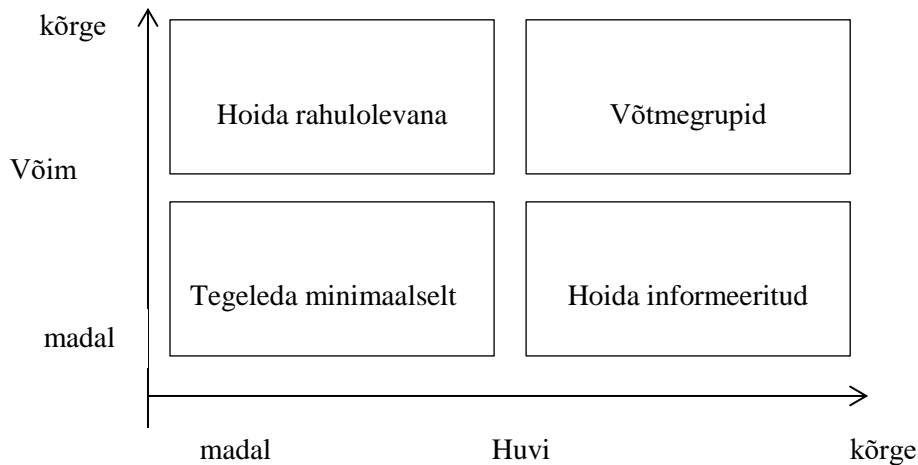 kõrge
Hoida rahulolevana Võtmegrupid
Võim
Tegeleda minimaalselt Hoida informeeritud
madal
madal Huvi kõrge